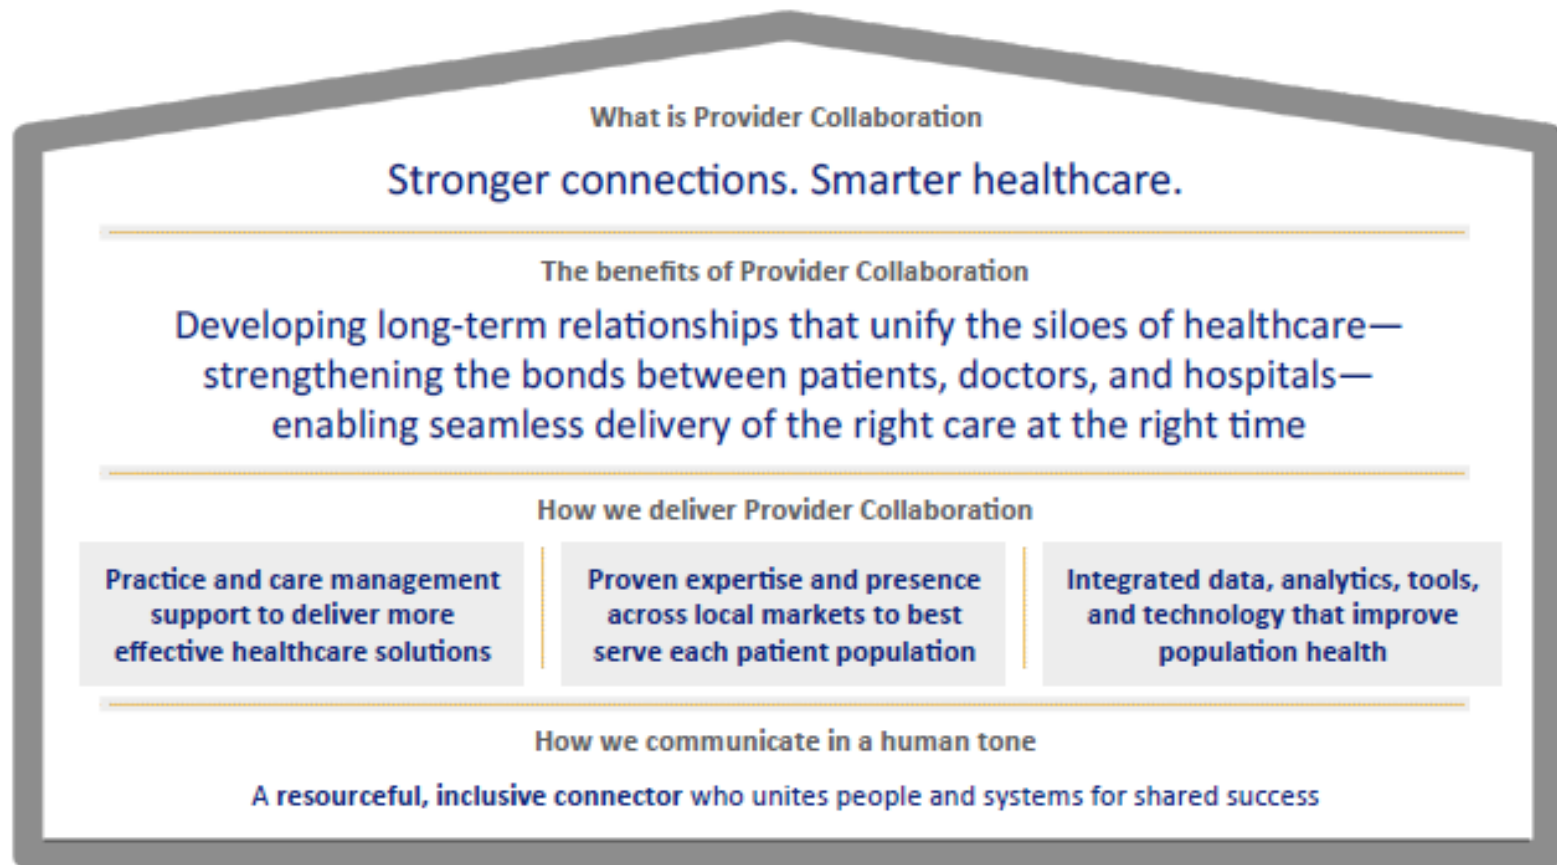 What is Provider Collaboration
Stronger connections. Smarter healthcare.
The benefits of Provider Collaboration
Developing long-term relationships that unify the siloes of healthcare—
strengthening the bonds between patients, doctors, and hospitals—
enabling seamless delivery of the right care at the right time
How we deliver Provider Collaboration
Practice and care management
support to deliver more
effective healthcare solutions
Proven expertise and presence
across local markets to best
serve each patient population
Integrated data, analytics, tools,
and technology that improve
population health
How we communicate in a human tone
A resourceful, inclusive connector who unites people and systems for shared success